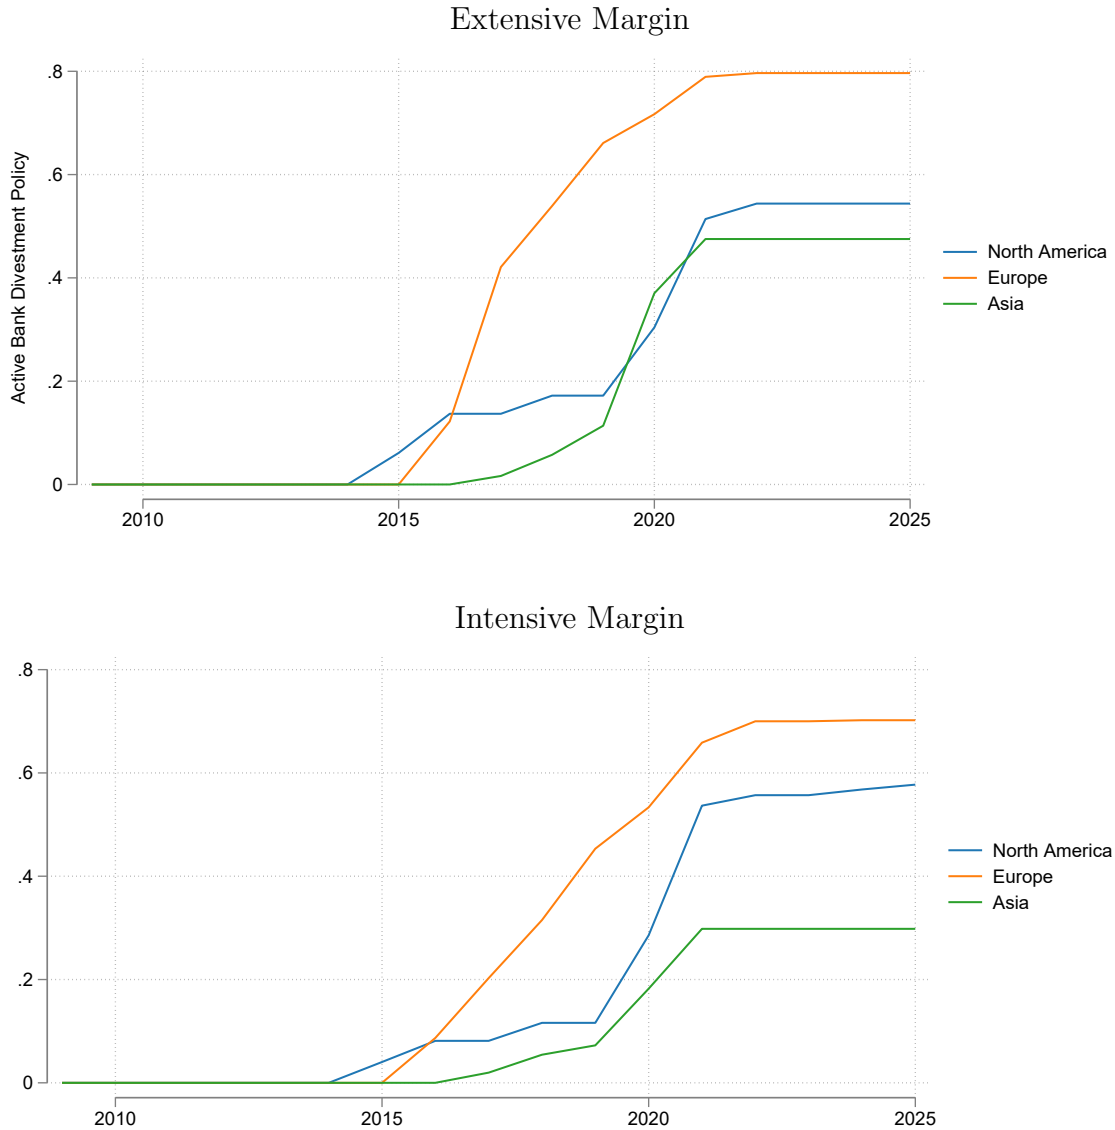 Extensive Margin
Active Bank Divestment Policy
.8
.6
.4
.2
0
2010 2015 2020 2025
North America
Europe
Asia
Intensive Margin
.8
.6
.4
.2
0
2010 2015 2020 2025
North America
Europe
Asia